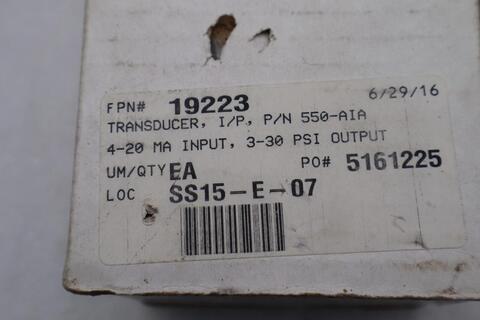 FPN# 19223 6/29/16
TRANSDUCER, I/P, P/N 550-AIA
4-20 MA INPUT, 3-30 PSI OUTPUT
UM/QTY EA PO# 5161225
LOC SS15-E-07